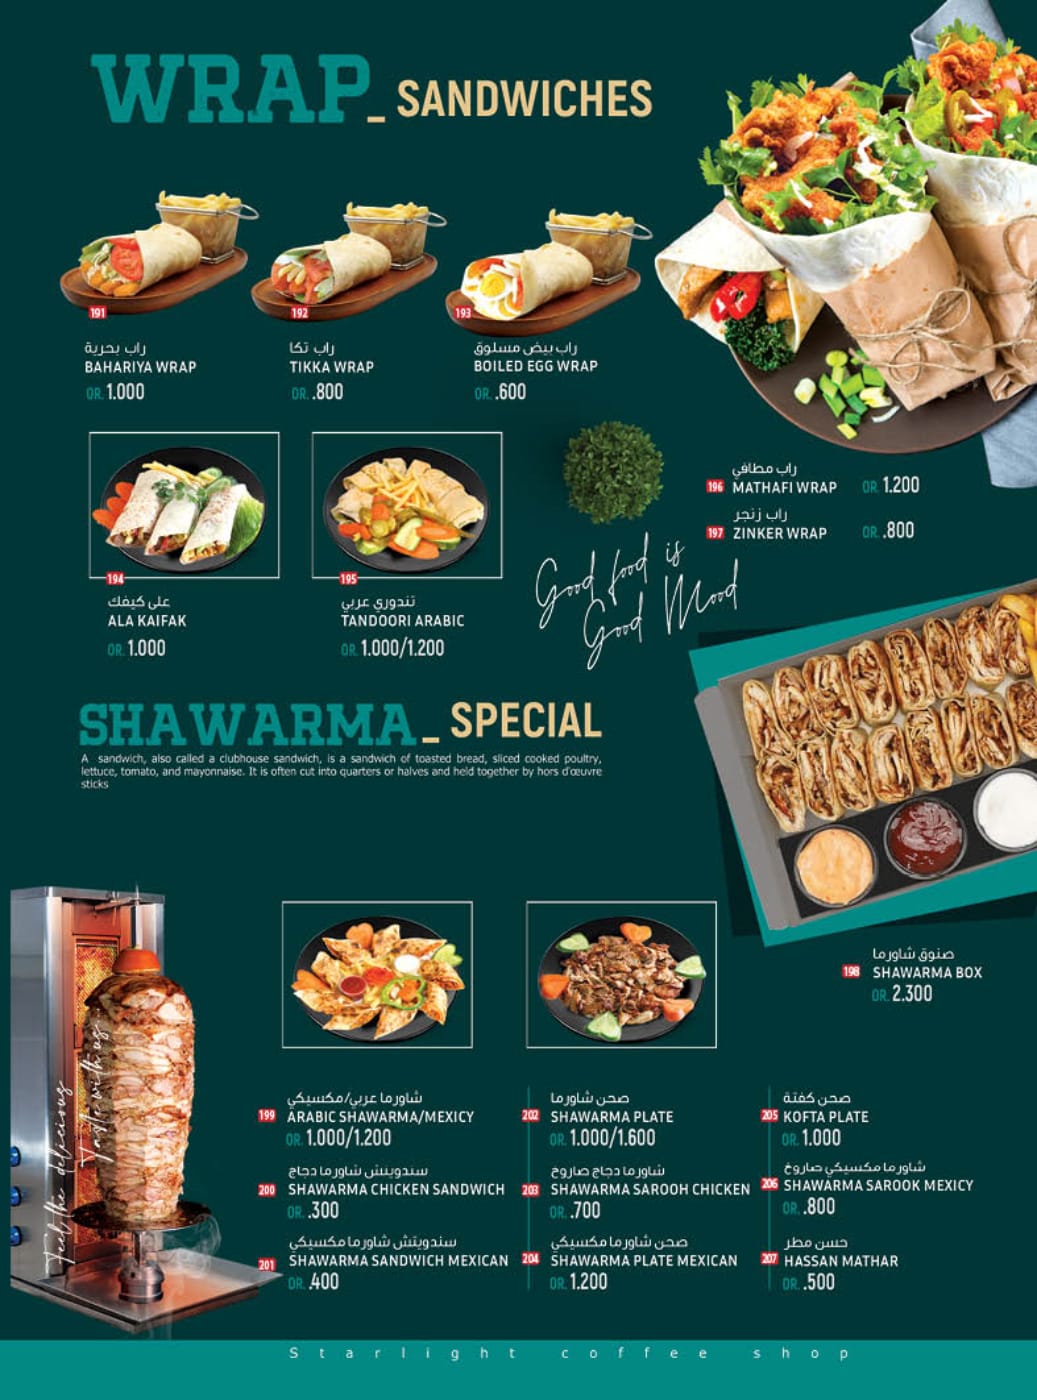 WRAP_SANDWICHES
191
راب بحرية
BAHARIYA WRAP
OR. 1.000
192
راب تكا
TIKKA WRAP
OR. .800
193
راب بيض مسلوق
BOILED EGG WRAP
OR. .600
194
على كيفك
ALA KAIFAK
OR. 1.000
195
تندوري عربي
TANDOORI ARABIC
OR. 1.000/1.200
راب مطافي
196 MATHAFI WRAP OR. 1.200
راب زنجر
197 ZINKER WRAP OR. .800
Good food is
Good Mood
SHAWARMA_SPECIAL
A sandwich, also called a clubhouse sandwich, is a sandwich of toasted bread, sliced cooked poultry,
lettuce, tomato, and mayonnaise. It is often cut into quarters or halves and held together by hors d'œuvre
sticks
صنوق شاورما
198 SHAWARMA BOX
OR. 2.300
Feel the delicious
Taste with us
شاورما عربي/مكسيكي
199 ARABIC SHAWARMA/MEXICY
OR. 1.000/1.200
سندوينش شاورما دجاج
200 SHAWARMA CHICKEN SANDWICH
OR. .300
سندويتش شاورما مكسيكي
201 SHAWARMA SANDWICH MEXICAN
OR. .400
صحن شاورما
202 SHAWARMA PLATE
OR. 1.000/1.600
شاورما دجاج صاروخ
203 SHAWARMA SAROOH CHICKEN
OR. .700
صحن شاورما مكسيكي
204 SHAWARMA PLATE MEXICAN
OR. 1.200
صحن كفتة
205 KOFTA PLATE
OR. 1.000
شاورما مكسيكي صاروخ
206 SHAWARMA SAROOK MEXICY
OR. .800
حسن مطر
207 HASSAN MATHAR
OR. .500
Starlight coffee shop